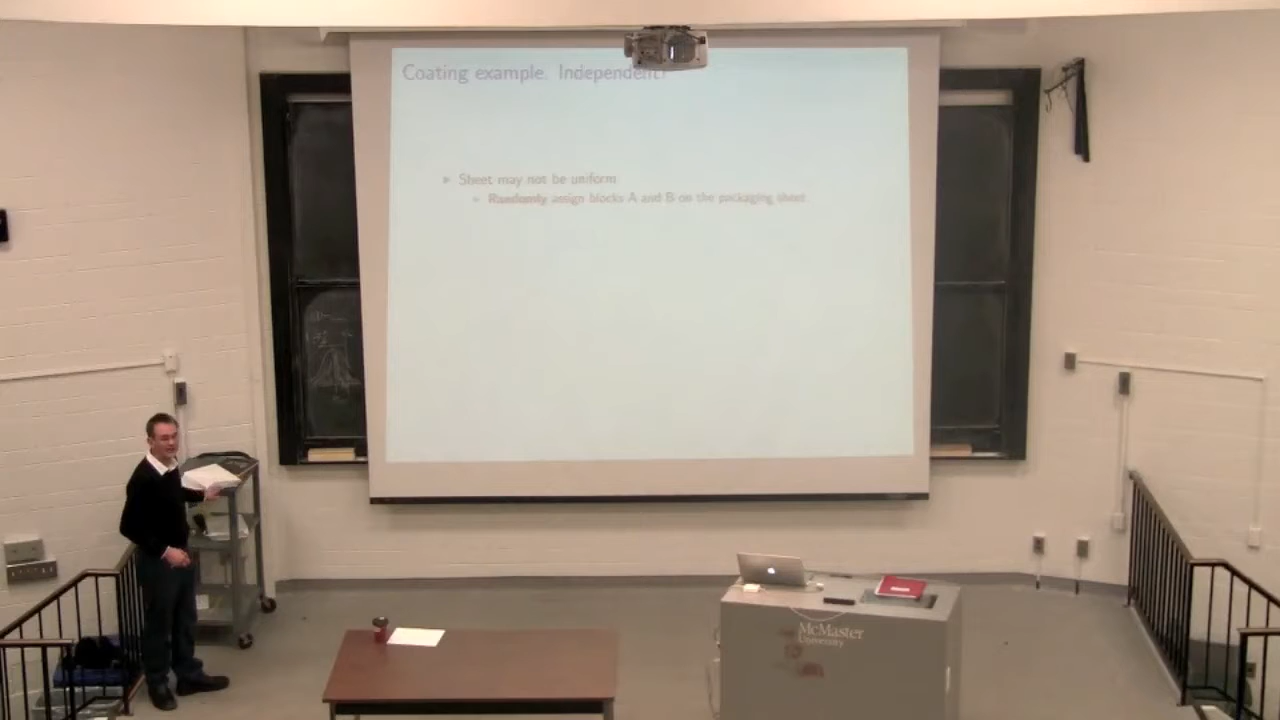 Coating example. Independent?
Sheet may not be uniform
Randomly assign blocks A and B on the packaging sheet
McMaster
University